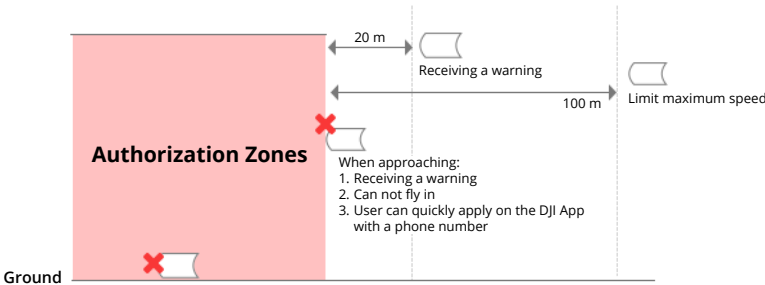 20 m
Receiving a warning
100 m
Limit maximum speed
Authorization Zones
When approaching:
1. Receiving a warning
2. Can not fly in
3. User can quickly apply on the DJI App
with a phone number
Ground